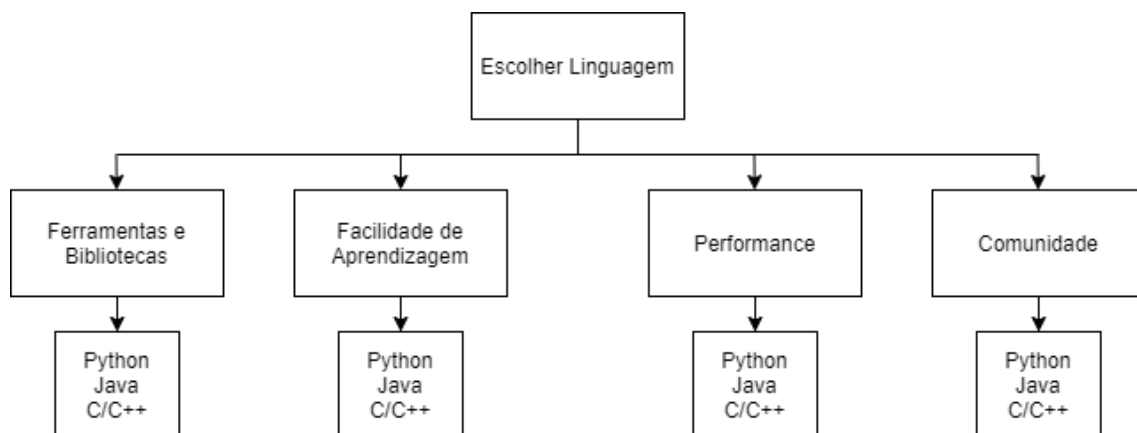 Escolher Linguagem
Ferramentas e
Bibliotecas
Facilidade de
Aprendizagem
Performance
Comunidade
Python
Java
C/C++
Python
Java
C/C++
Python
Java
C/C++
Python
Java
C/C++